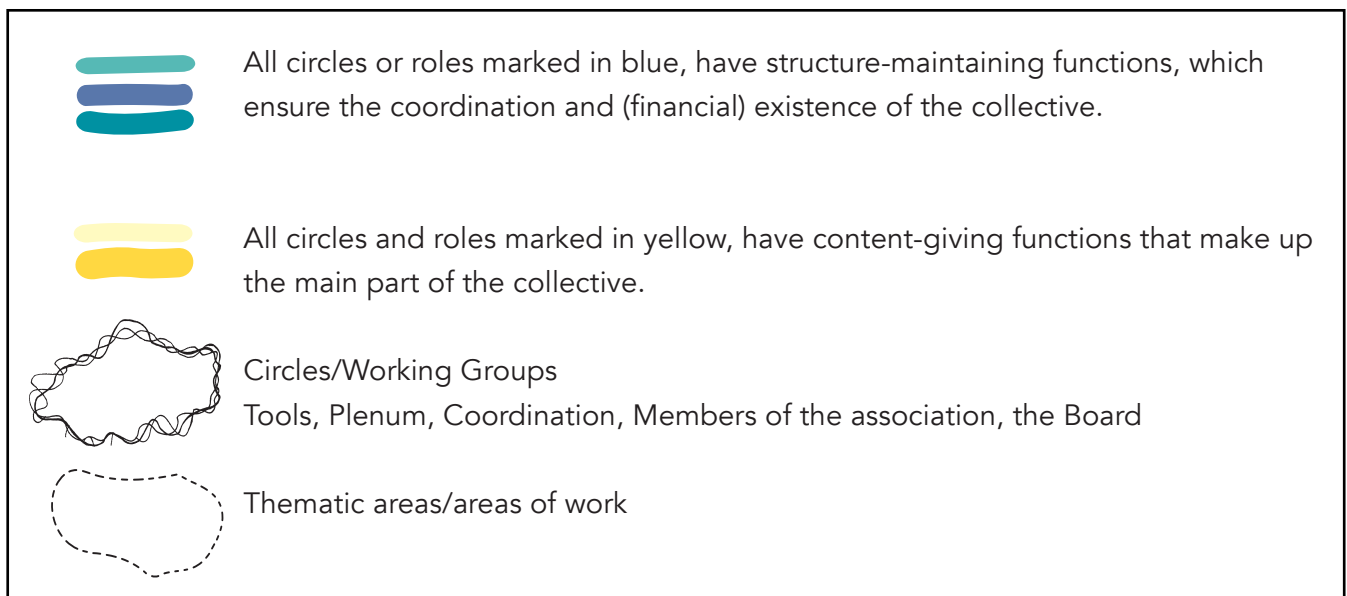 All circles or roles marked in blue, have structure-maintaining functions, which
ensure the coordination and (financial) existence of the collective.
All circles and roles marked in yellow, have content-giving functions that make up
the main part of the collective.
Circles/Working Groups
Tools, Plenum, Coordination, Members of the association, the Board
Thematic areas/areas of work